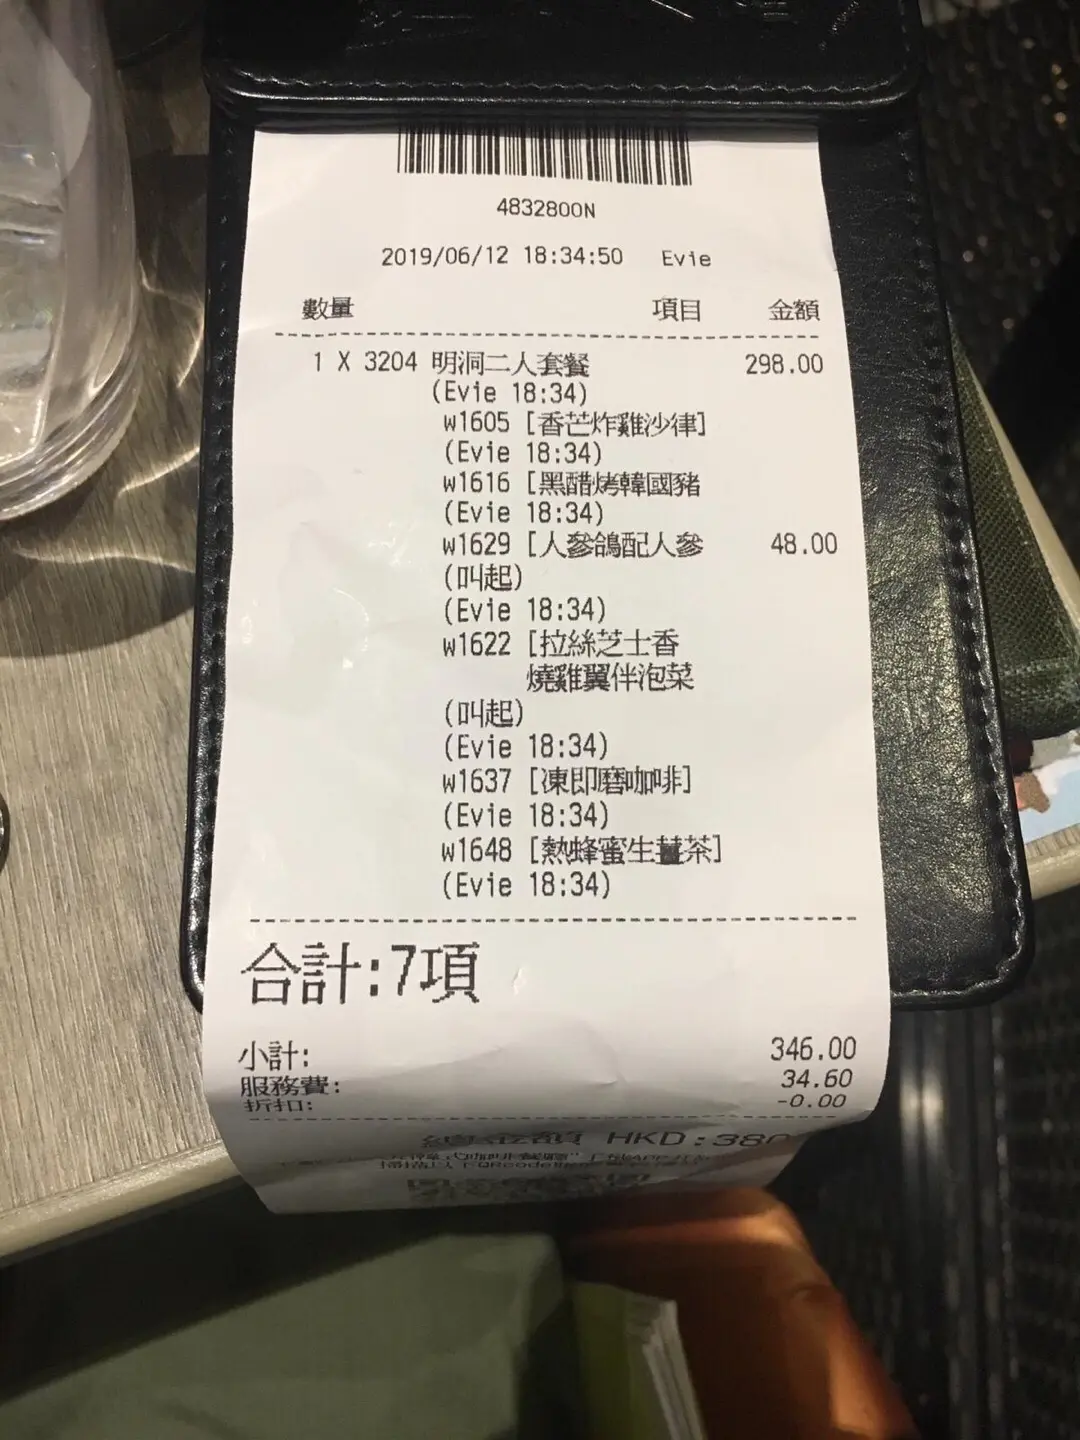 4832800N
2019/06/12 18:34:50 Evie
數量 項目 金額
1 X 3204 明洞二人套餐 298.00
(Evie 18:34)
w1605 [香芒炸雞沙律]
(Evie 18:34)
w1616 [黑醋烤韓國豬
(Evie 18:34)
w1629 [人參鴿配人參 48.00
(叫起)
(Evie 18:34)
w1622 [拉絲芝士香
燒雞翼伴泡菜
(叫起)
(Evie 18:34)
w1637 [凍即磨咖啡]
(Evie 18:34)
w1648 [熱蜂蜜生薑茶]
(Evie 18:34)
合計:7項
小計: 346.00
服務費: 34.60
折扣: -0.00
HKD:380